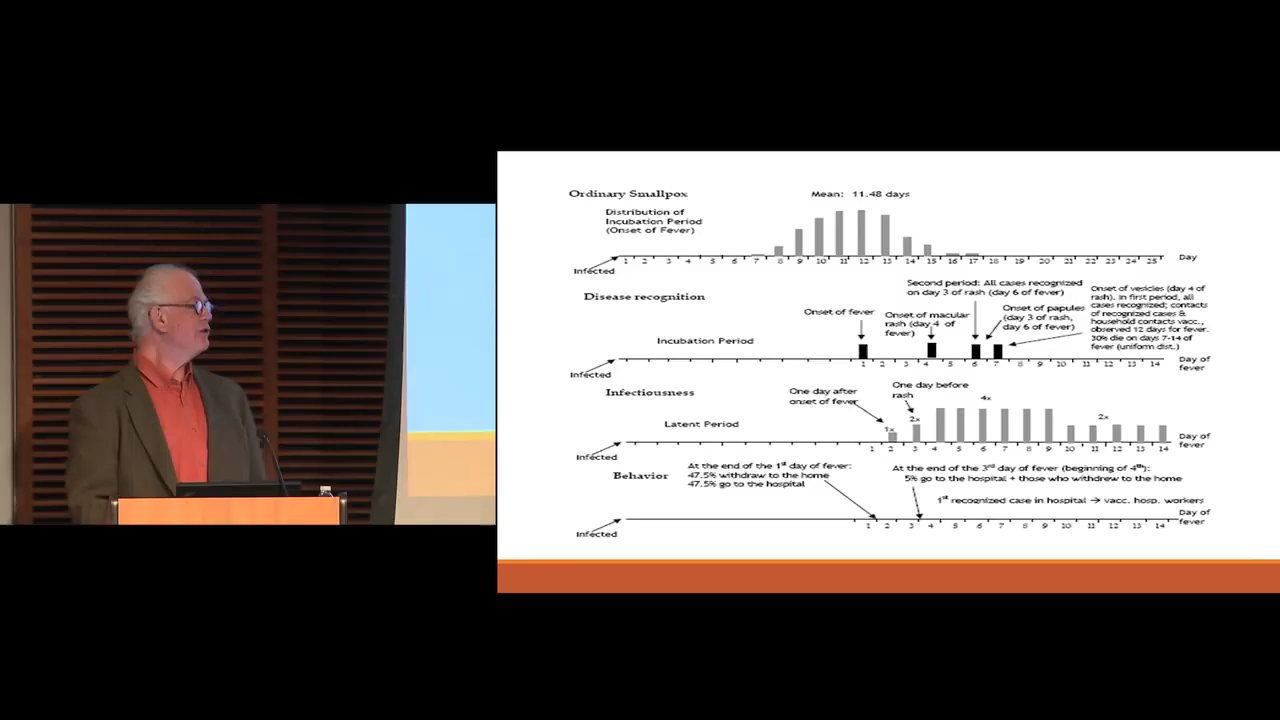 Ordinary Smallpox
Mean: 11.48 days
Distribution of
Incubation Period
(Onset of Fever)
Infected
1 2 3 4 5 6 7 8 9 10 11 12 13 14 15 16 17 18 19 20 21 22 23 24 25
Day
Disease recognition
Second period: All cases recognized
on day 3 of rash (day 6 of fever)
Onset of fever
Onset of macular
rash (day 4 of
fever)
Onset of papules
(day 3 of rash,
day 6 of fever)
Onset of vesicles (day 4 of
rash). In first period, all
cases recognized; contacts
of recognized cases &
household contacts vacc.,
observed 12 days for fever.
30% die on days 7-14 of
fever (uniform dist.)
Incubation Period
Infected
1 2 3 4 5 6 7 8 9 10 11 12 13 14
Day of
fever
Infectiousness
One day after
onset of fever
One day before
rash
1x
2x
4x
2x
Latent Period
Infected
1 2 3 4 5 6 7 8 9 10 11 12 13 14
Day of
fever
Behavior
At the end of the 1st day of fever:
47.5% withdraw to the home
47.5% go to the hospital
At the end of the 3rd day of fever (beginning of 4th):
5% go to the hospital + those who withdrew to the home
1st recognized case in hospital → vacc. hosp. workers
Infected
1 2 3 4 5 6 7 8 9 10 11 12 13 14
Day of
fever